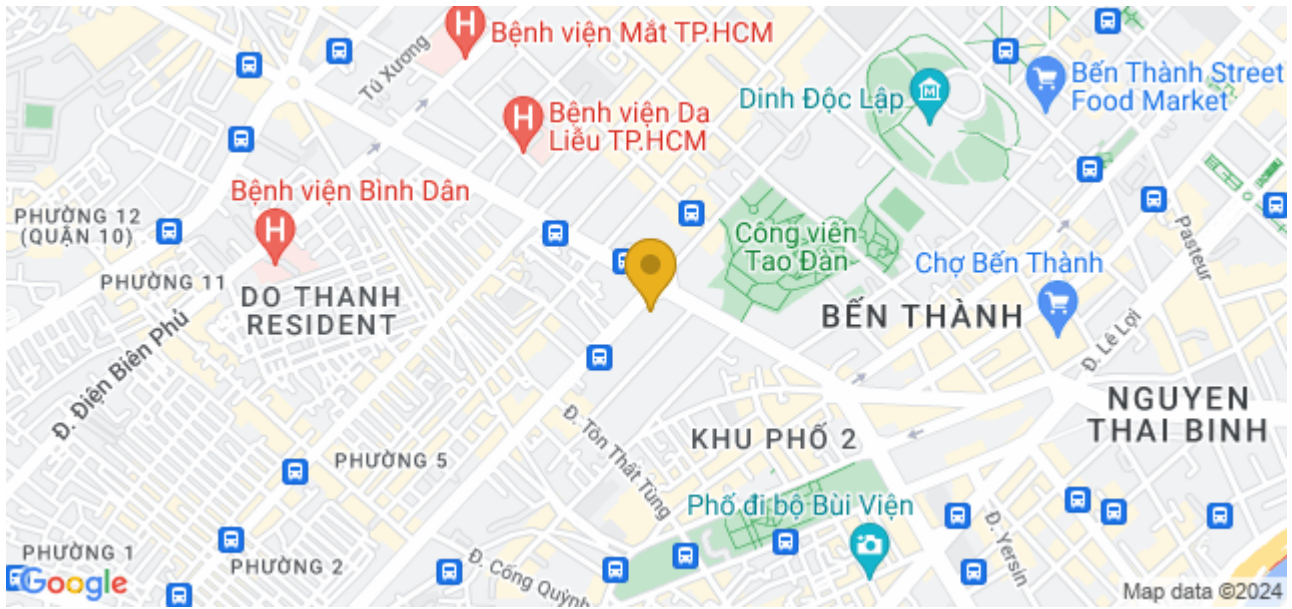 Bệnh viện Mắt TP.HCM
Tú Xương
Bến Thành Street
Food Market
Dinh Độc Lập
Bệnh viện Da
Liễu TP.HCM
Bệnh viện Bình Dân
PHƯỜNG 12
(QUẬN 10)
Pasteur
Công viên
Tao Đàn
Chợ Bến Thành
PHƯỜNG 11
DO THANH
RESIDENT
BẾN THÀNH
Đ. Lê Lợi
Đ. Điện Biên Phủ
NGUYEN
THAI BINH
Đ. Tôn Thất Tùng
KHU PHỐ 2
PHƯỜNG 5
Phố đi bộ Bùi Viện
Đ. Yersin
PHƯỜNG 1
PHƯỜNG 2
Đ. Cống Quỳnh
Google
Map data ©2024